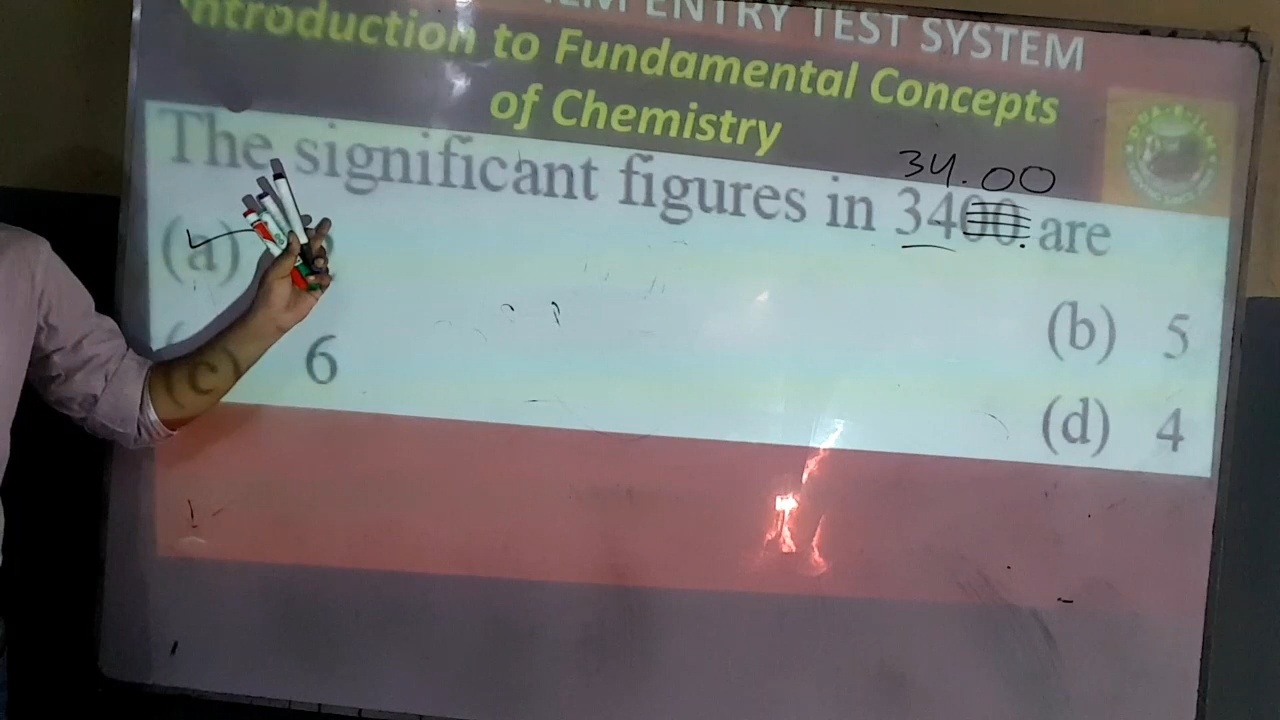 ENTRY TEST SYSTEM
ntroduction to Fundamental Concepts
of Chemistry
34.00
The significant figures in 3400 are
(a)
(b) 5
(c) 6
(d) 4